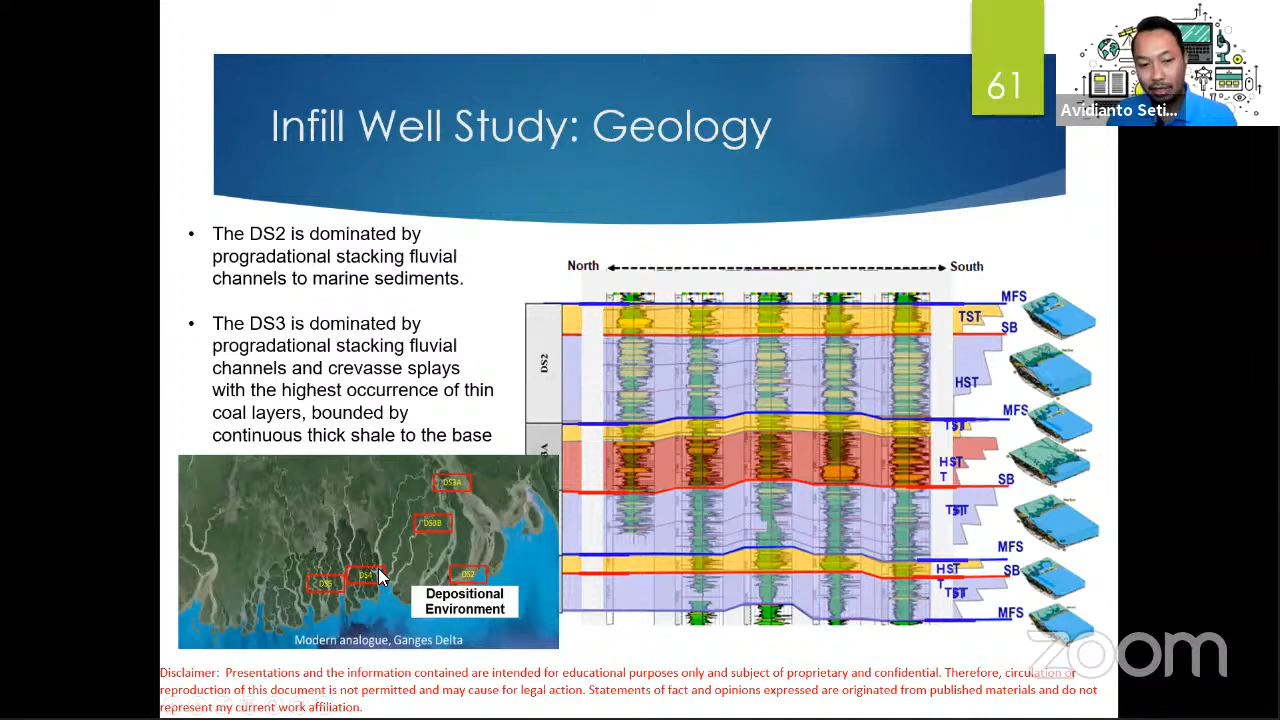 61
Avidianto Seti...
Infill Well Study: Geology
• The DS2 is dominated by
progradational stacking fluvial
channels to marine sediments.
• The DS3 is dominated by
progradational stacking fluvial
channels and crevasse splays
with the highest occurrence of thin
coal layers, bounded by
continuous thick shale to the base
North
South
MFS
TST
SB
DS2
HST
MFS
TST
3A
HST
T
SB
TST
MFS
HST
SB
T
TST
MFS
DS3A
DS3B
DS4
DS5
DS2
Depositional
Environment
Modern analogue, Ganges Delta
zoom
Disclaimer: Presentations and the information contained are intended for educational purposes only and subject of proprietary and confidential. Therefore, circulation or
reproduction of this document is not permitted and may cause for legal action. Statements of fact and opinions expressed are originated from published materials and do not
represent my current work affiliation.